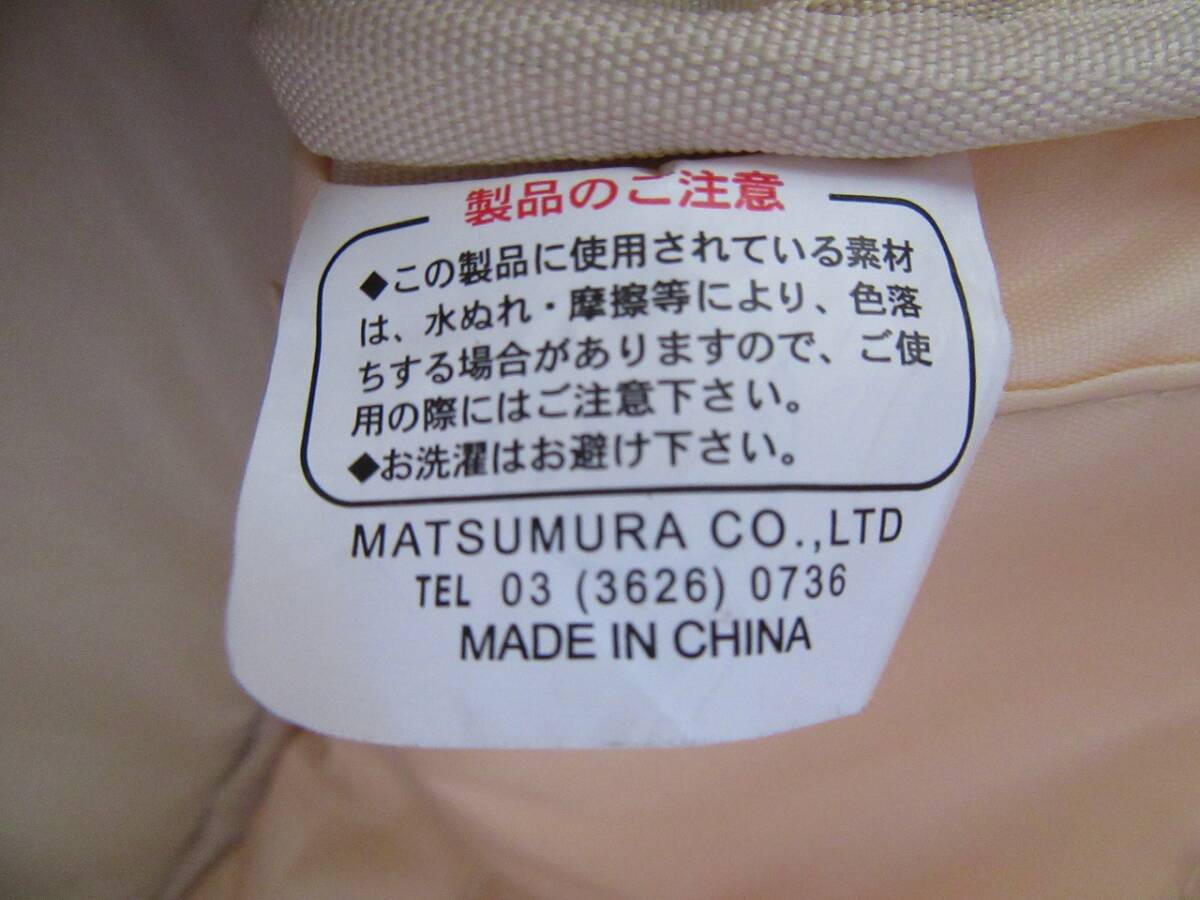 製品のご注意
◆この製品に使用されている素材
は、水ぬれ・摩擦等により、色落
ちする場合がありますので、ご使
用の際にはご注意下さい。
◆お洗濯はお避け下さい。
MATSUMURA CO.,LTD
TEL 03 (3626) 0736
MADE IN CHINA